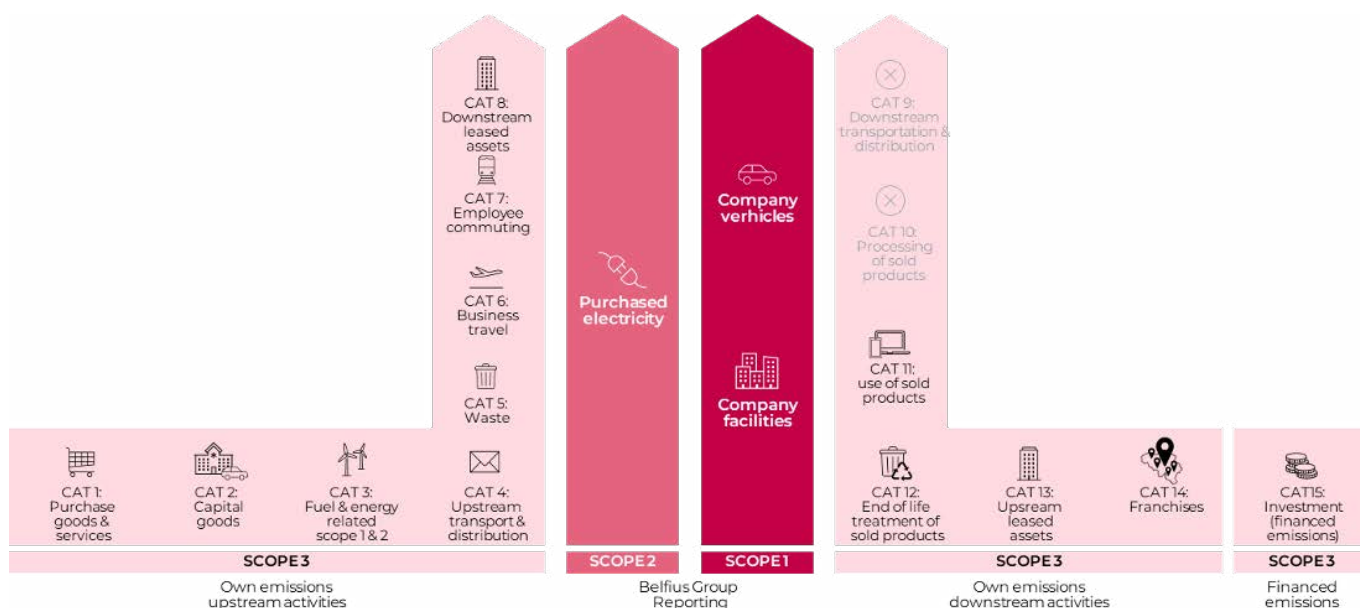 CAT 8:
Downstream
leased
assets
CAT 7:
Employee
commuting
CAT 6:
Business
travel
CAT 5:
Waste
CAT 1:
Purchase
goods &
services
CAT 2:
Capital
goods
CAT 3:
Fuel & energy
related
scope 1 & 2
CAT 4:
Upstream
transport &
distribution
SCOPE 3
Own emissions
upstream activities
Purchased
electricity
SCOPE 2
Company
verhicles
Company
facilities
SCOPE 1
Belfius Group
Reporting
CAT 9:
Downstream
transportation &
distribution
CAT 10:
Processing
of sold
products
CAT 11:
use of sold
products
CAT 12:
End of life
treatment of
sold products
CAT 13:
Upsream
leased
assets
CAT 14:
Franchises
SCOPE 3
Own emissions
downstream activities
CAT15:
Investment
(financed
emissions)
SCOPE 3
Financed
emissions